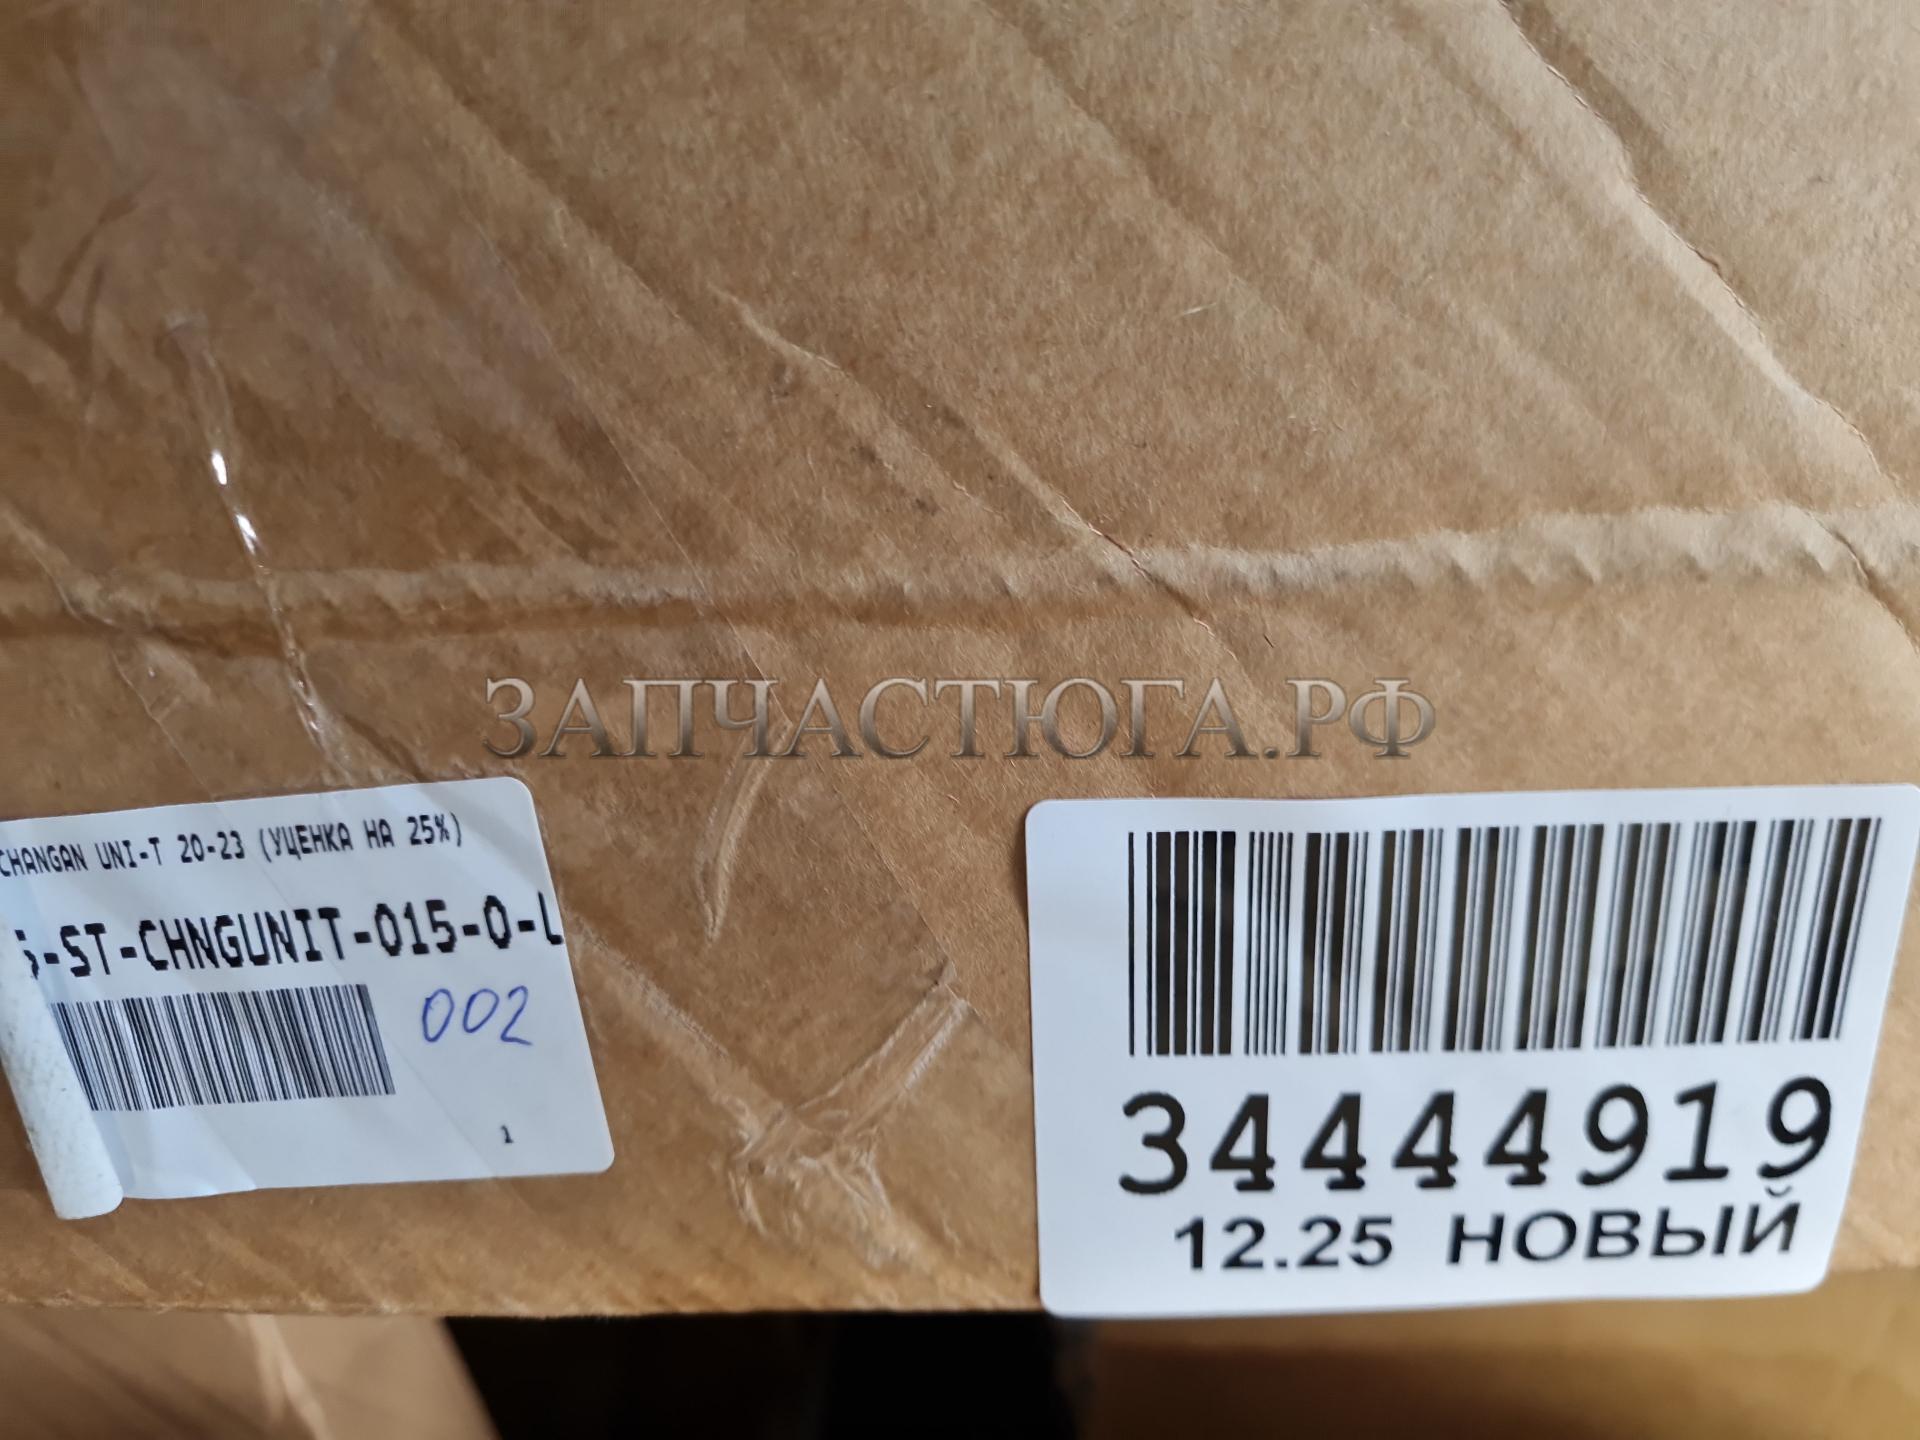 ЗАПЧАСТЮГА.РФ
CHANGAN UNI-T 20-23 (УЦЕНКА НА 25%)
-ST-CHNGUNIT-015-0-L
002
1
34444919
12.25 НОВЫЙ